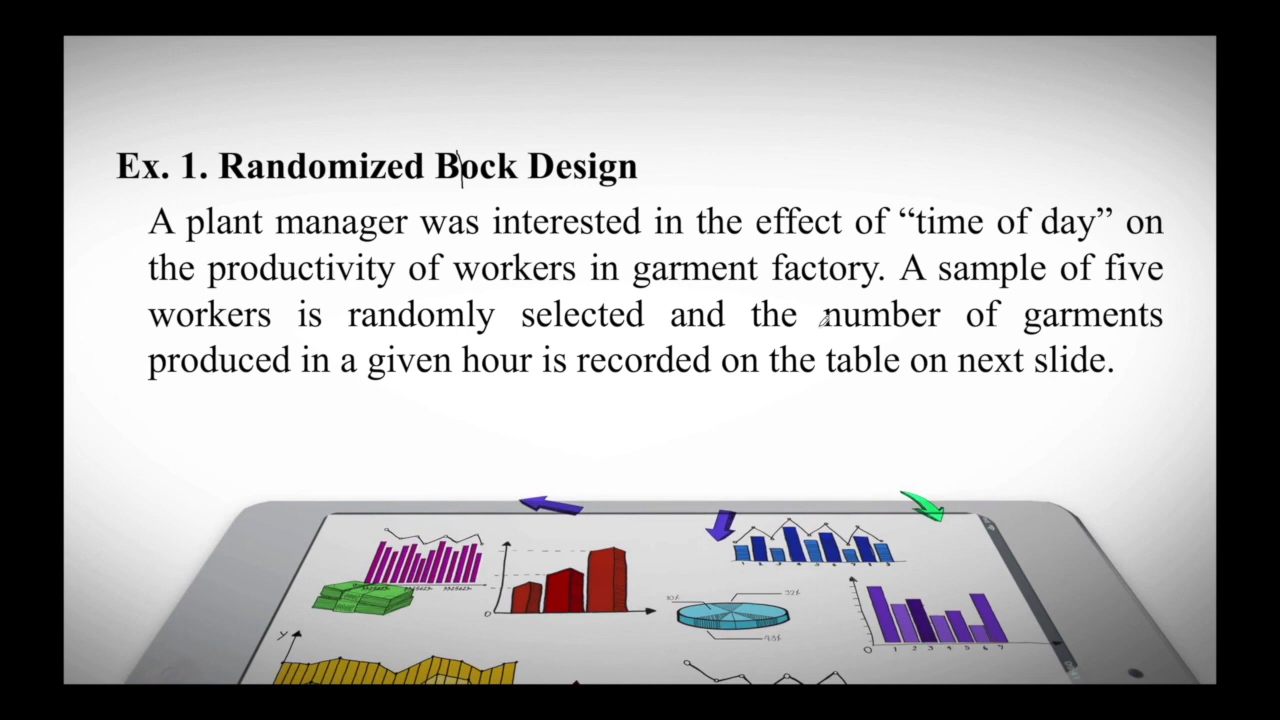 Ex. 1. Randomized Bock Design
A plant manager was interested in the effect of “time of day” on
the productivity of workers in garment factory. A sample of five
workers is randomly selected and the number of garments
produced in a given hour is recorded on the table on next slide.